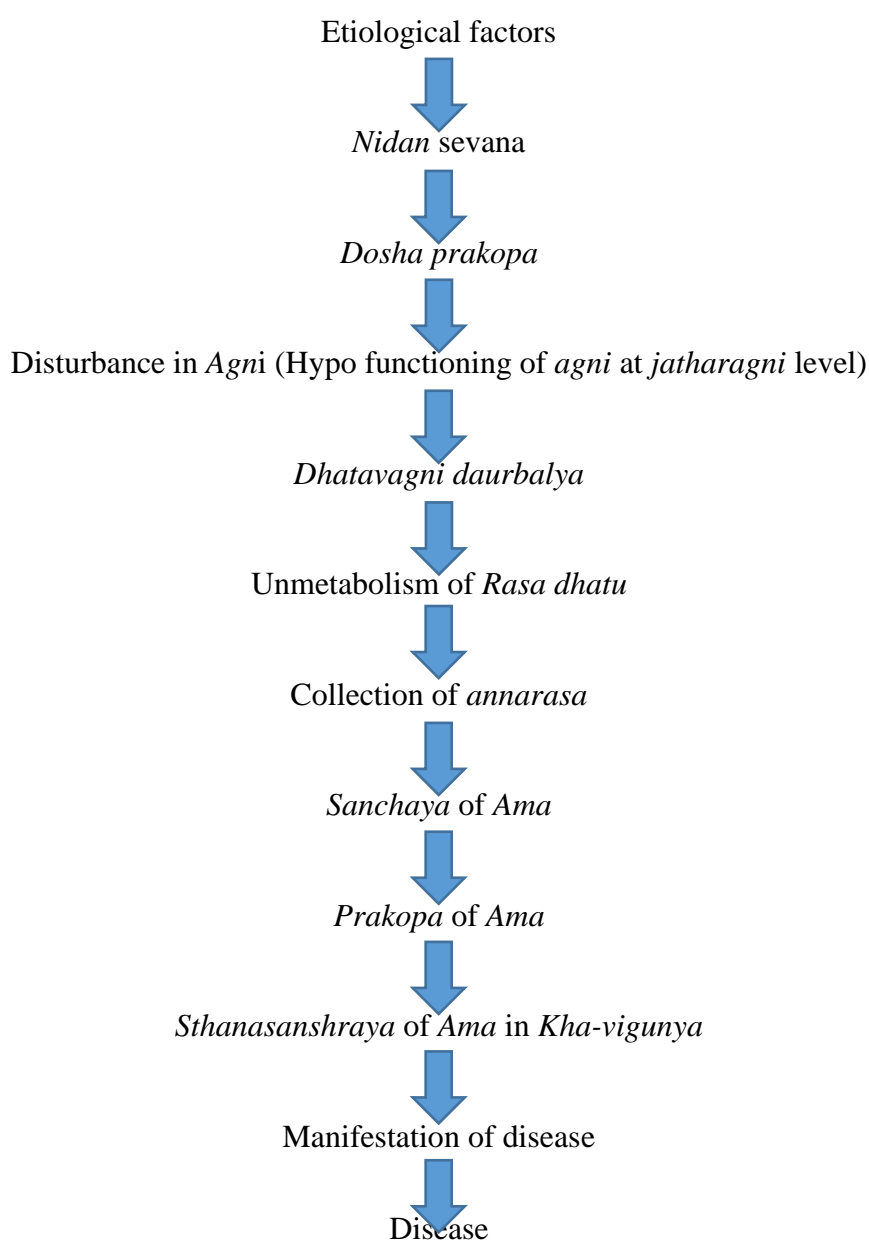 Etiological factors
Nidan sevana
Dosha prakopa
Disturbance in Agni (Hypo functioning of agni at jatharagni level)
Dhatavagni daurbalya
Unmetabolism of Rasa dhatu
Collection of annarasa
Sanchaya of Ama
Prakopa of Ama
Sthanasanshraya of Ama in Kha-vigunya
Manifestation of disease
Disease